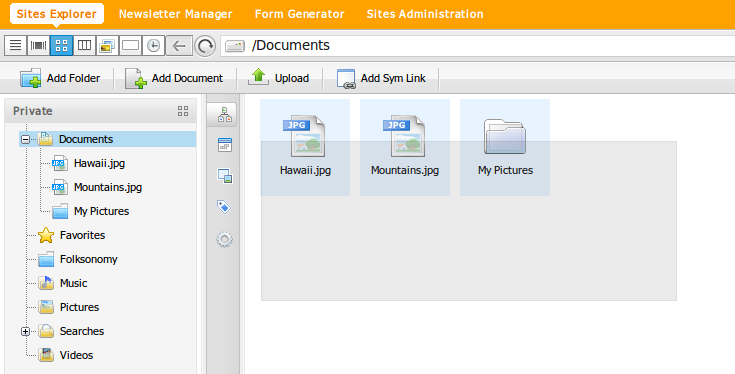 Sites Explorer Newsletter Manager Form Generator Sites Administration
/Documents
Add Folder Add Document Upload Add Sym Link
Private
Documents
Hawaii.jpg
Mountains.jpg
My Pictures
Favorites
Folksonomy
Music
Pictures
Searches
Videos
JPG JPG
Hawaii.jpg Mountains.jpg My Pictures